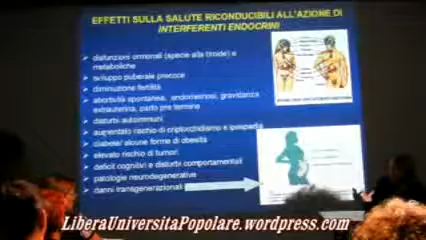 EFFETTI SULLA SALUTE RICONDUCIBILI ALL'AZIONE DI
INTERFERENTI ENDOCRINI
disfunzioni ormonali (specie alla tiroide) e
metaboliche
sviluppo puberale precoce
diminuzione fertilità
abortività spontanea, endometriosi, gravidanza
extrauterina, parto pre termine
disturbi autoimmuni
aumentato rischio di criptorchidismo e ipospadia
diabete/ alcune forme di obesità
elevato rischio di tumori
deficit cognitivi e disturbi comportamentali
patologie neurodegenerative
danni transgenerazionali
LiberaUniversitaPopolare.wordpress.com